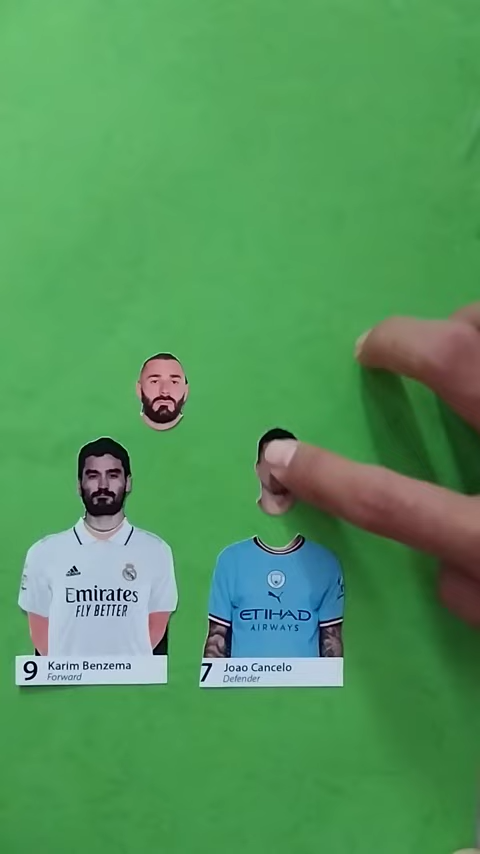 Emirates
FLY BETTER
9 Karim Benzema
Forward
ETIHAD
AIRWAYS
7 Joao Cancelo
Defender